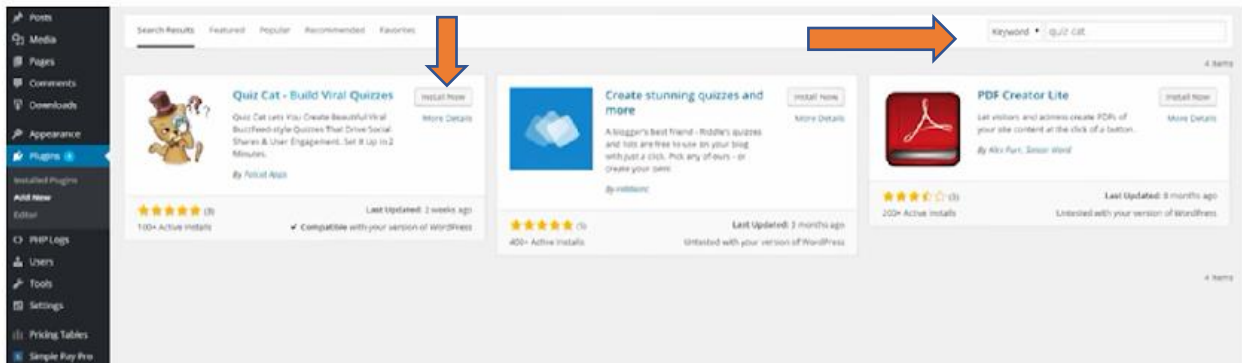 Posts
Media
Pages
Comments
Downloads
Appearance
Plugins
Installed Plugins
Add New
Editor
PHP Logs
Users
Tools
Settings
Pricing Tables
Simple Pay Pro
Search Results Featured Popular Recommended Favorites
Keyword quiz cat
4 items
Quiz Cat - Build Viral Quizzes
Install Now
More Details
Quiz Cat Lets You Create Beautiful Viral
Buzzfeed-style Quizzes That Drive Social
Shares & User Engagement. Set It Up in 2
Minutes.
By Fatcat Apps
(3)
100+ Active Installs
Last Updated: 2 weeks ago
✔ Compatible with your version of WordPress
Create stunning quizzes and
more
Install Now
More Details
A blogger's best friend - Riddle's quizzes
and lists are free to use on your blog
with just a click. Pick any of ours - or
create your own.
(5)
400+ Active Installs
Last Updated: 3 months ago
Untested with your version of WordPress
PDF Creator Lite
Install Now
More Details
Let visitors and admins create PDFs of
your site content at the click of a button.
By Alex Furr, Simon Ward
(3)
200+ Active Installs
Last Updated: 8 months ago
Untested with your version of WordPress
4 items